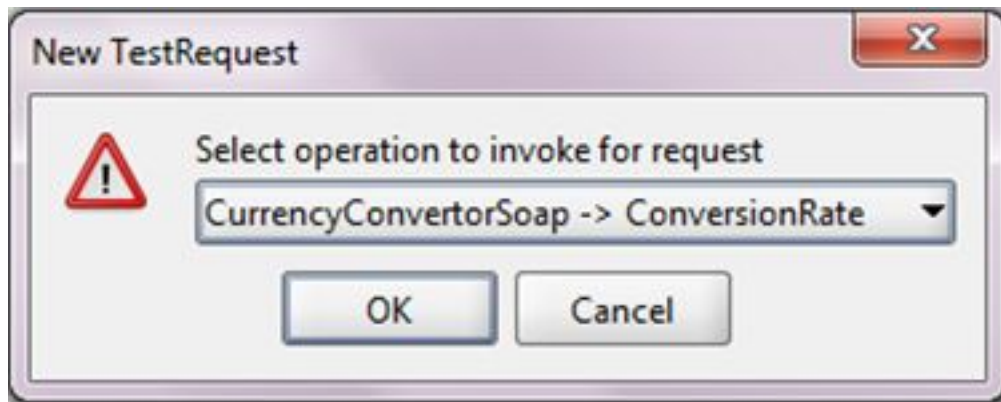 New TestRequest
Select operation to invoke for request
CurrencyConvertorSoap -> ConversionRate
OK Cancel